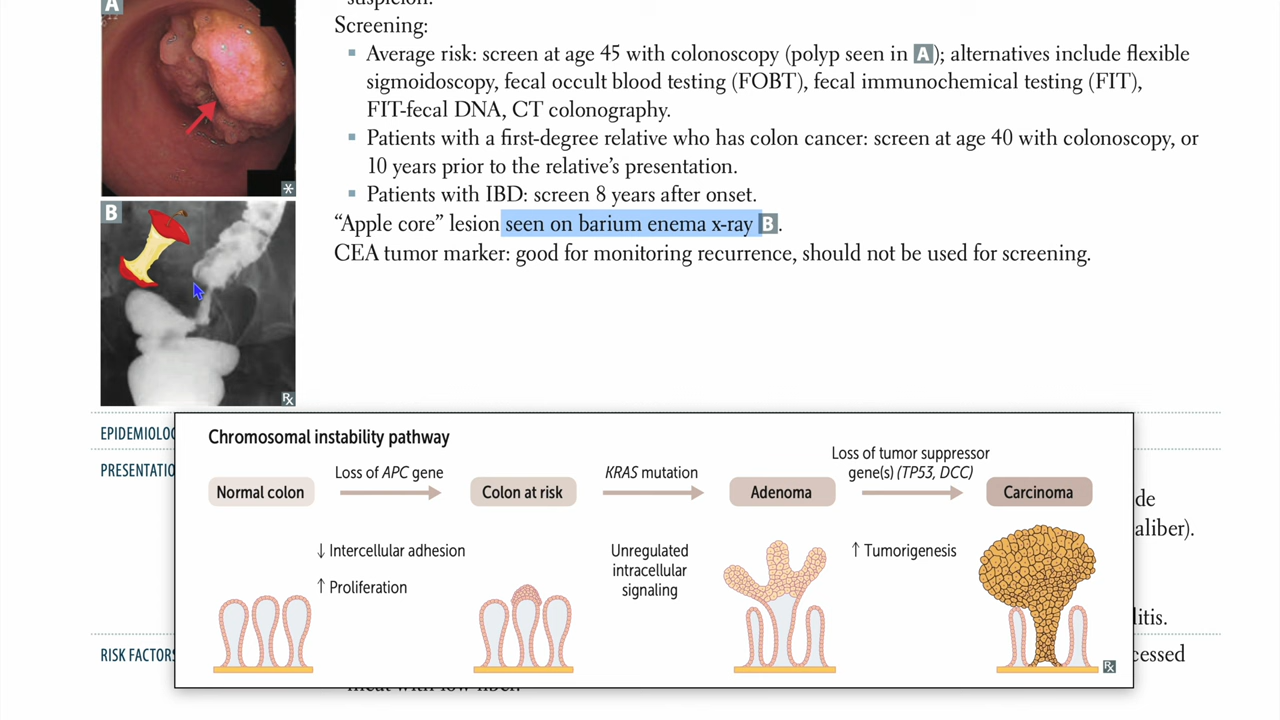 A
suspicion.
Screening:
Average risk: screen at age 45 with colonoscopy (polyp seen in A); alternatives include flexible
sigmoidoscopy, fecal occult blood testing (FOBT), fecal immunochemical testing (FIT),
FIT-fecal DNA, CT colonography.
Patients with a first-degree relative who has colon cancer: screen at age 40 with colonoscopy, or
10 years prior to the relative’s presentation.
Patients with IBD: screen 8 years after onset.
B
“Apple core” lesion seen on barium enema x-ray B.
CEA tumor marker: good for monitoring recurrence, should not be used for screening.
℞
EPIDEMIOLO
PRESENTATIO
de
aliber).
litis.
RISK FACTORS
cessed
meat with low fiber.
Chromosomal instability pathway
Normal colon
Loss of APC gene
Colon at risk
KRAS mutation
Adenoma
Loss of tumor suppressor
gene(s) (TP53, DCC)
Carcinoma
↓ Intercellular adhesion
↑ Proliferation
Unregulated
intracellular
signaling
↑ Tumorigenesis
℞